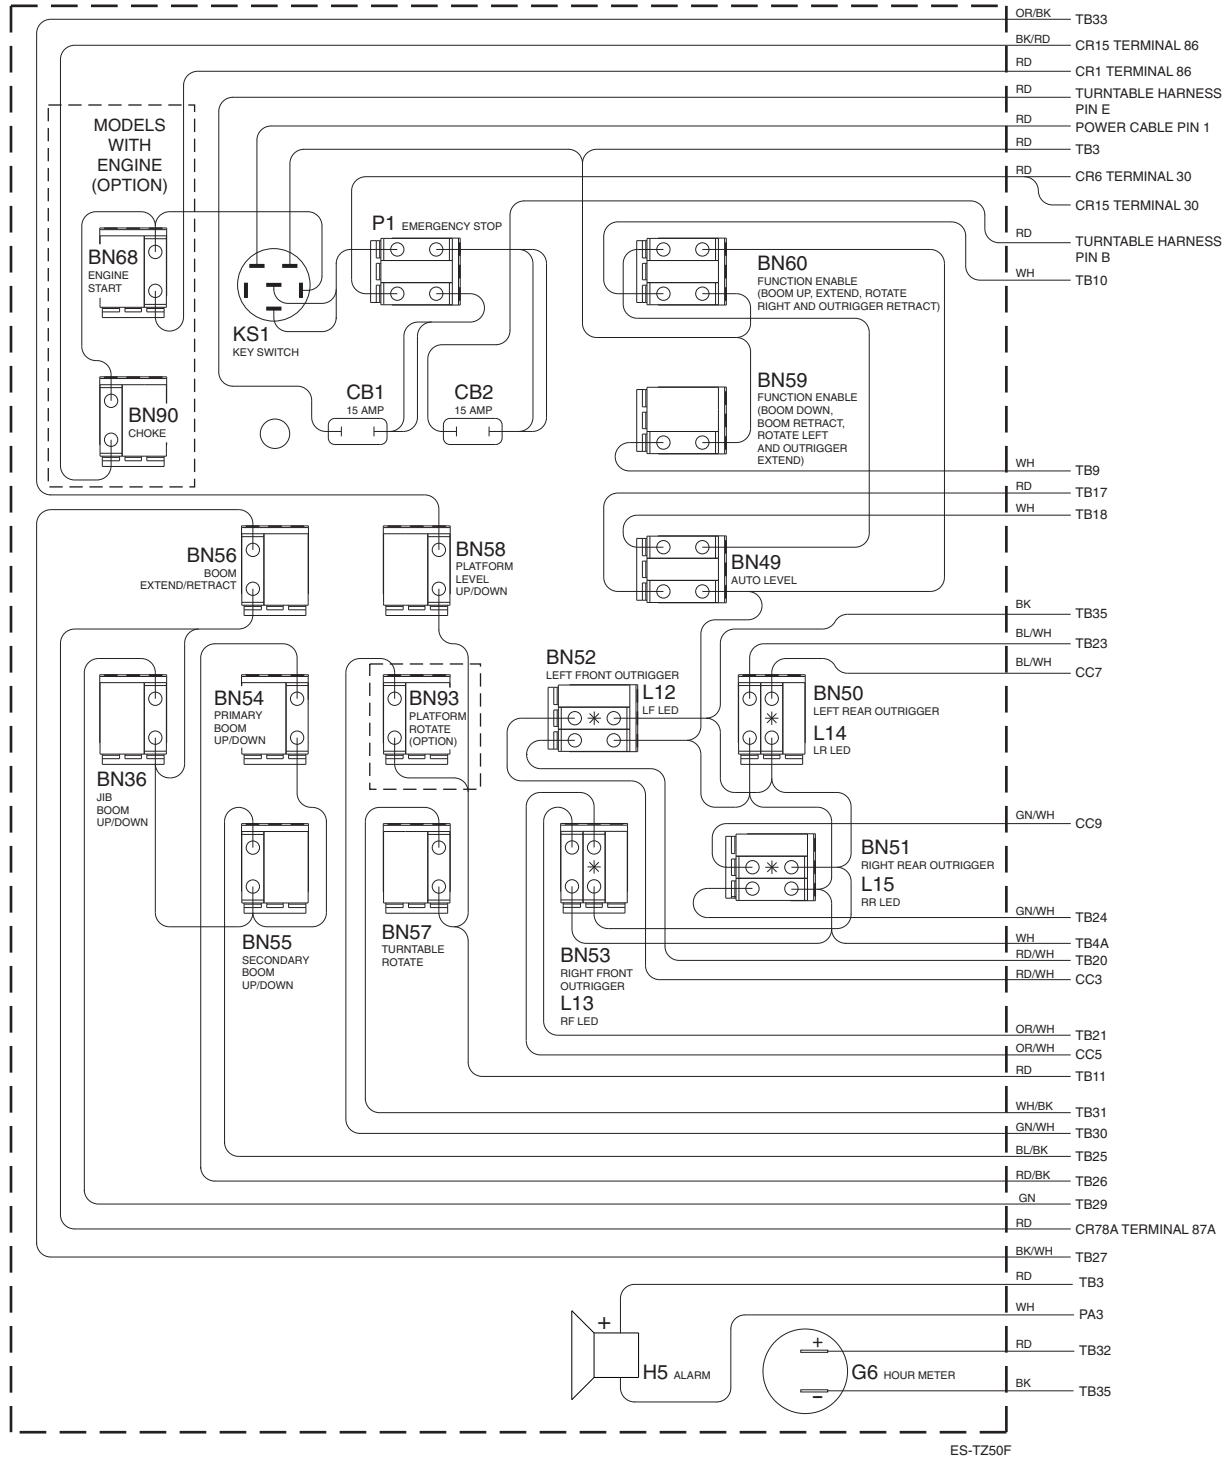 OR/BK TB33
BK/RD CR15 TERMINAL 86
RD CR1 TERMINAL 86
RD TURNTABLE HARNESS
PIN E
RD POWER CABLE PIN 1
RD TB3
RD CR6 TERMINAL 30
CR15 TERMINAL 30
RD TURNTABLE HARNESS
PIN B
WH TB10
MODELS
WITH
ENGINE
(OPTION)
BN68
ENGINE
START
BN90
CHOKE
KS1
KEY SWITCH
P1 EMERGENCY STOP
CB1
15 AMP
CB2
15 AMP
BN60
FUNCTION ENABLE
(BOOM UP, EXTEND, ROTATE
RIGHT AND OUTRIGGER RETRACT)
BN59
FUNCTION ENABLE
(BOOM DOWN,
BOOM RETRACT,
ROTATE LEFT
AND OUTRIGGER
EXTEND)
WH TB9
RD TB17
WH TB18
BN56
BOOM
EXTEND/RETRACT
BN58
PLATFORM
LEVEL
UP/DOWN
BN49
AUTO LEVEL
BK TB35
BL/WH TB23
BL/WH CC7
BN36
JIB
BOOM
UP/DOWN
BN54
PRIMARY
BOOM
UP/DOWN
BN93
PLATFORM
ROTATE
(OPTION)
BN52
LEFT FRONT OUTRIGGER
L12
LF LED
BN50
LEFT REAR OUTRIGGER
L14
LR LED
GN/WH CC9
BN55
SECONDARY
BOOM
UP/DOWN
BN57
TURNTABLE
ROTATE
BN53
RIGHT FRONT
OUTRIGGER
L13
RF LED
BN51
RIGHT REAR OUTRIGGER
L15
RR LED
GN/WH TB24
WH TB4A
RD/WH TB20
RD/WH CC3
OR/WH TB21
OR/WH CC5
RD TB11
WH/BK TB31
GN/WH TB30
BL/BK TB25
RD/BK TB26
GN TB29
RD CR78A TERMINAL 87A
BK/WH TB27
RD TB3
WH PA3
RD TB32
BK TB35
+
H5 ALARM
+
G6 HOUR METER
–
ES-TZ50F